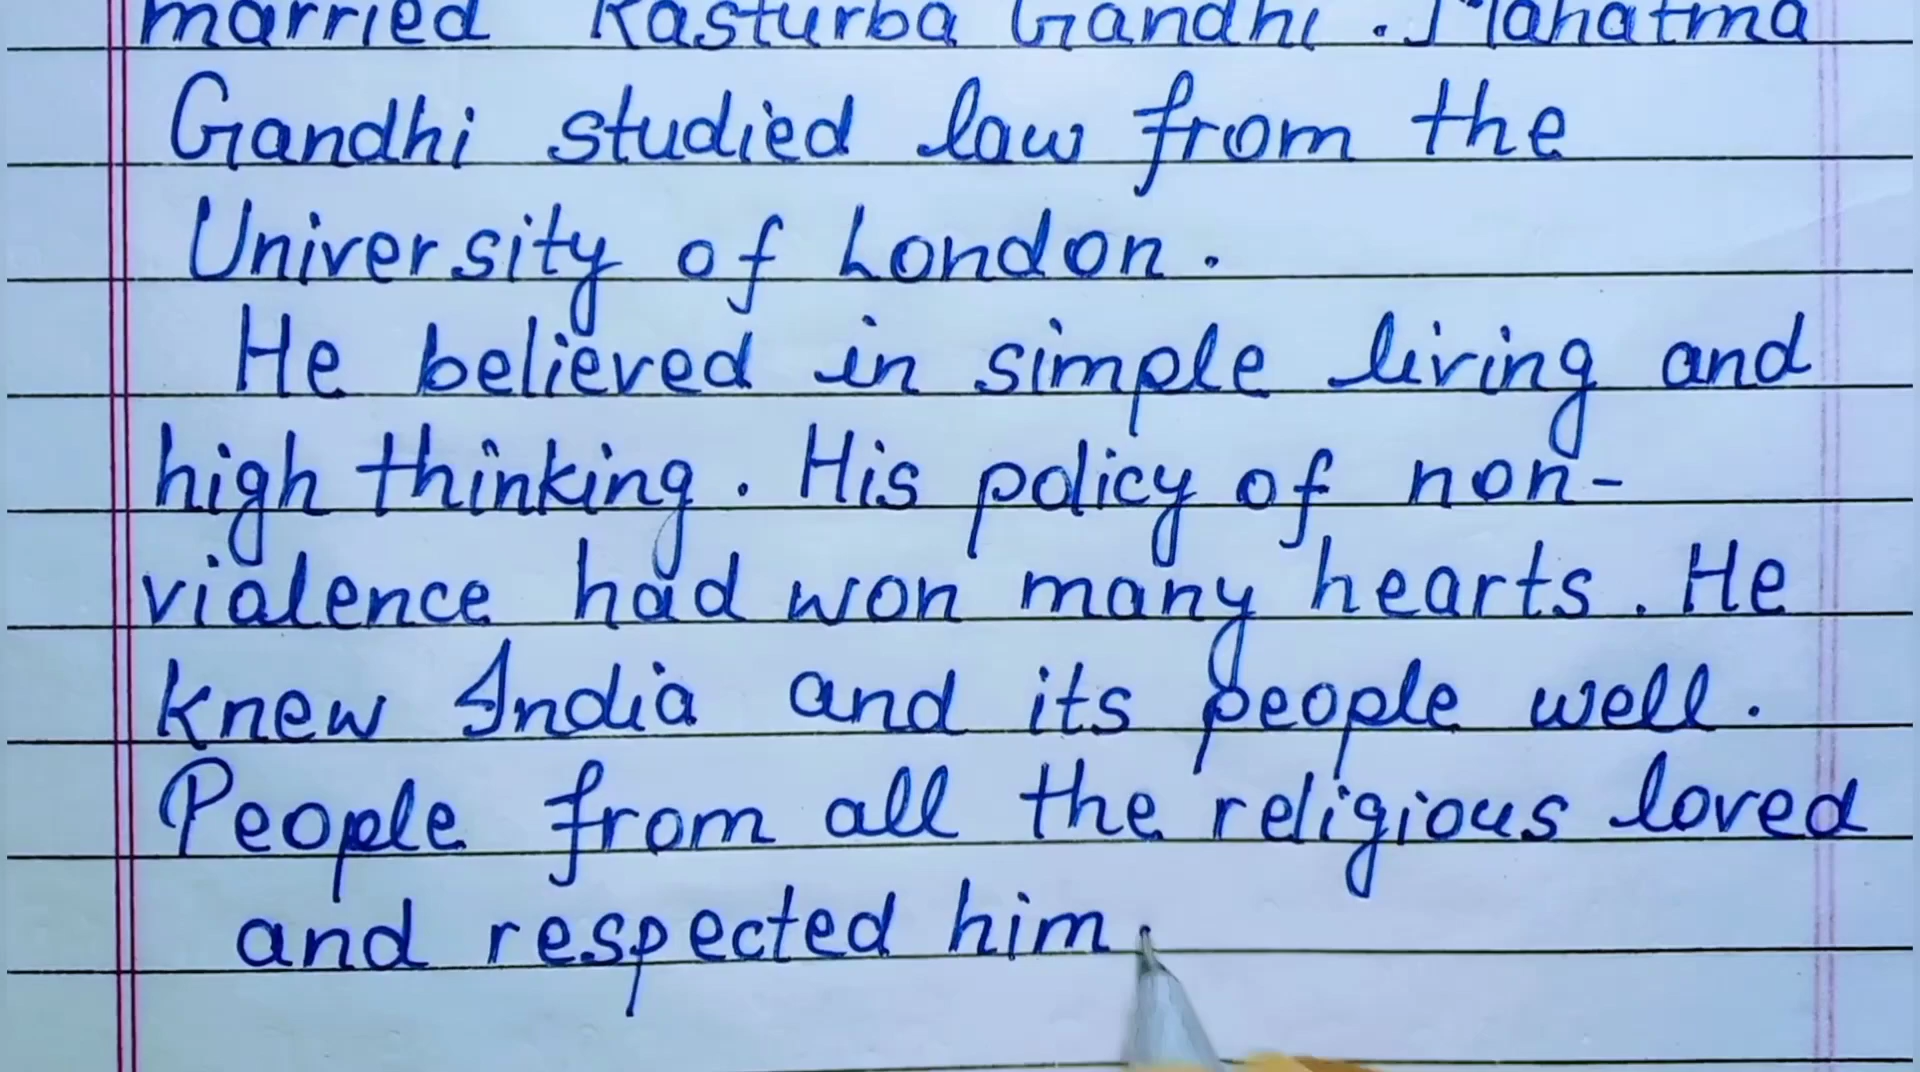 married Kasturba Gandhi. Mahatma
Gandhi studied law from the
University of London.
He believed in simple living and
high thinking. His policy of non-
violence had won many hearts. He
knew India and its people well.
People from all the religious loved
and respected him.